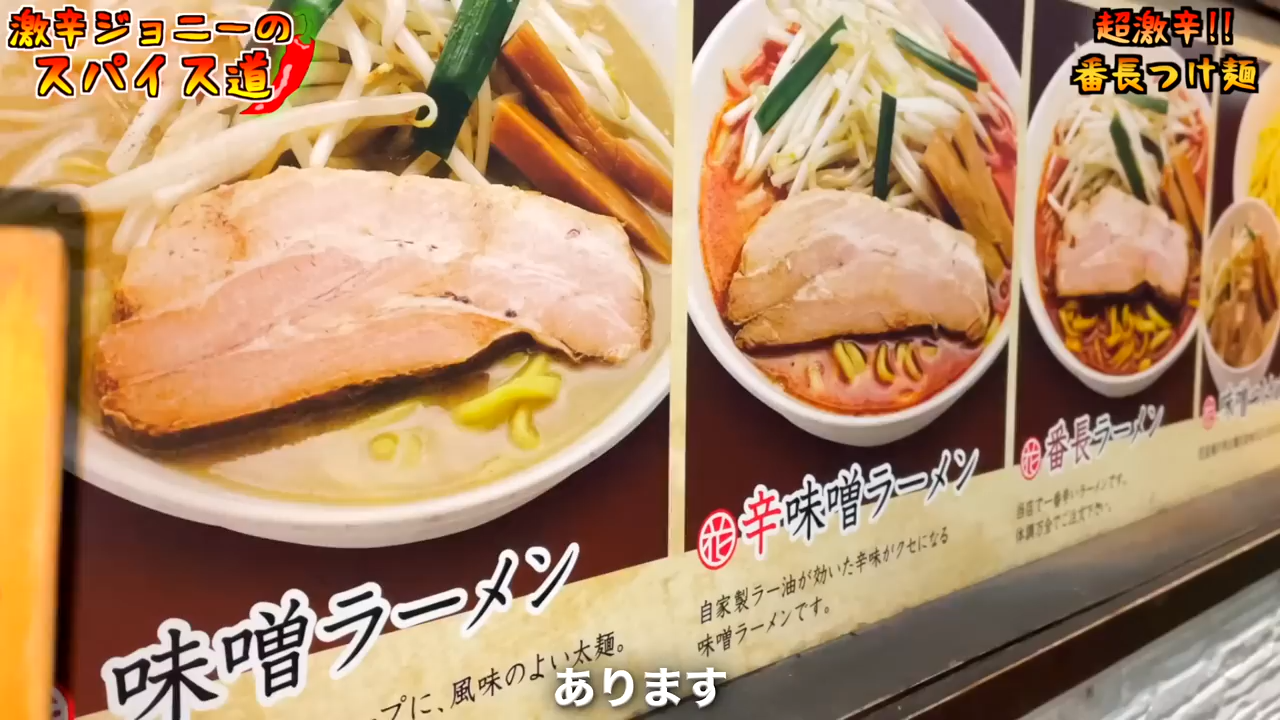 激辛ジョニーの
スパイス道
超激辛!!
番長つけ麺
味噌ラーメン
プに、風味のよい太麺。
花 辛味噌ラーメン
自家製ラー油が効いた辛味がクセになる
味噌ラーメンです。
花 番長ラーメン
当店で一番辛いラーメンです。
体調万全でご注文下さい。
あります